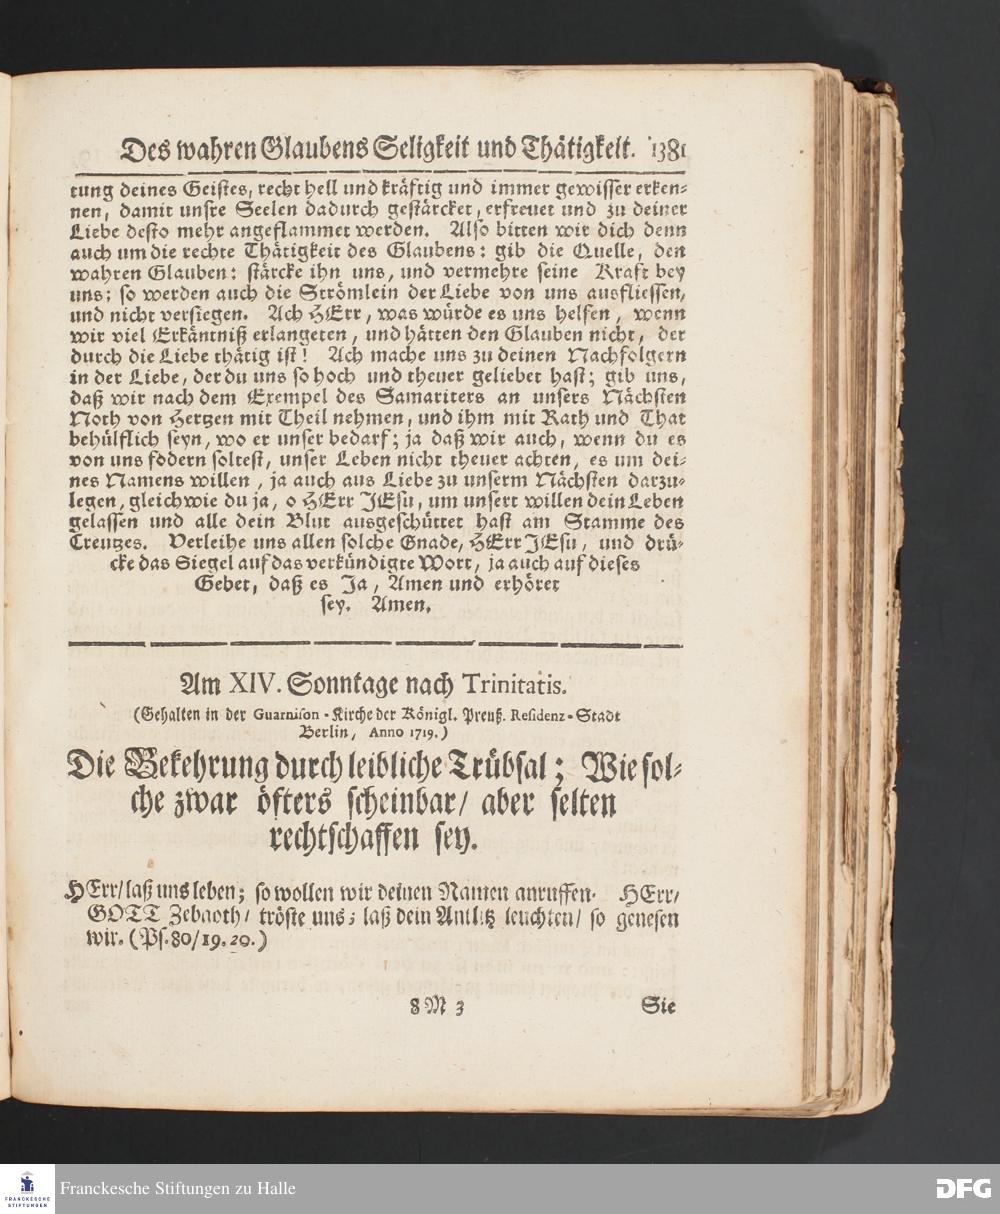 Des wahren Glaubens Seligkeit und Thätigkeit. 1381
tung deines Geistes, recht hell und kräftig und immer gewisser erken-
nen, damit unsre Seelen dadurch gestärcket, erfreuet und zu deiner
Liebe desto mehr angeflammet werden. Also bitten wir dich denn
auch um die rechte Thätigkeit des Glaubens: gib die Quelle, den
wahren Glauben: stärcke ihn uns, und vermehre seine Kraft bey
uns; so werden auch die Strömlein der Liebe von uns ausfliessen,
und nicht versiegen. Ach HErr, was würde es uns helfen, wenn
wir viel Erkäntniß erlangeten, und hätten den Glauben nicht, der
durch die Liebe thätig ist! Ach mache uns zu deinen Nachfolgern
in der Liebe, der du uns so hoch und theuer geliebet hast; gib uns,
daß wir nach dem Exempel des Samariters an unsers Nächsten
Noth von Hertzen mit Theil nehmen, und ihm mit Rath und That
behülflich seyn, wo er unser bedarf; ja daß wir auch, wenn du es
von uns fodern soltest, unser Leben nicht theuer achten, es um dei-
nes Namens willen, ja auch aus Liebe zu unserm Nächsten darzu-
legen, gleichwie du ja, o HErr JEsu, um unsert willen dein Leben
gelassen und alle dein Blut ausgeschüttet hast am Stamme des
Creutzes. Verleihe uns allen solche Gnade, HErr JEsu, und drü-
cke das Siegel auf das verkündigte Wort, ja auch auf dieses
Gebet, daß es Ja, Amen und erhöret
sey. Amen.
Am XIV. Sonntage nach Trinitatis.
(Gehalten in der Guarnison-Kirche der Königl. Preuß. Residenz-Stadt
Berlin, Anno 1719.)
Die Bekehrung durch leibliche Trübsal; Wie sol-
che zwar öfters scheinbar/ aber selten
rechtschaffen sey.
HErr/ laß uns leben; so wollen wir deinen Namen anruffen. HErr/
GOTT Zebaoth/ tröste uns; laß dein Antlitz leuchten/ so genesen
wir. (Ps. 80/19.20.)
8 M 3 Sie
FRANCKESCHE
STIFTUNGEN
Franckesche Stiftungen zu Halle
DFG